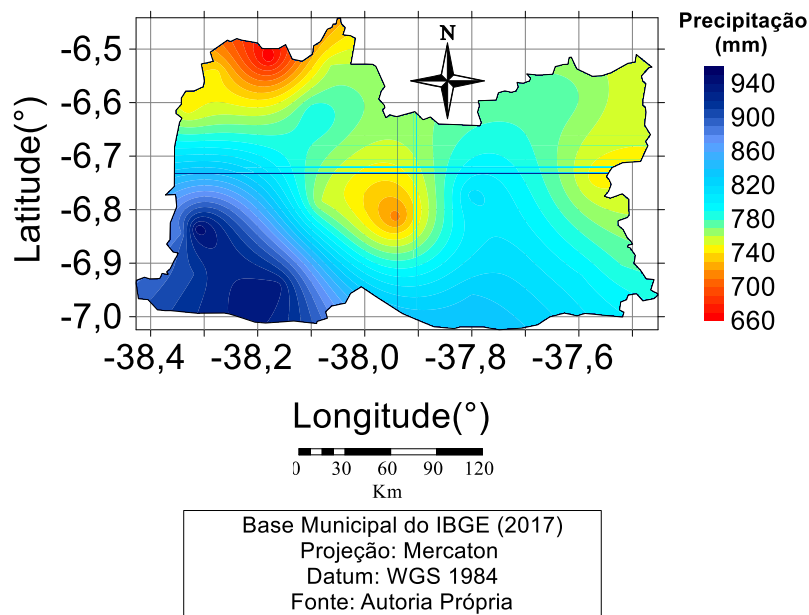 Precipitação
(mm)
N
-6,5
-6,6
-6,7
-6,8
-6,9
-7,0
Latitude(°)
940
900
860
820
780
740
700
660
-38,4
-38,2
-38,0
-37,8
-37,6
Longitude(°)
0 30 60 90 120
Km
Base Municipal do IBGE (2017)
Projeção: Mercaton
Datum: WGS 1984
Fonte: Autoria Própria